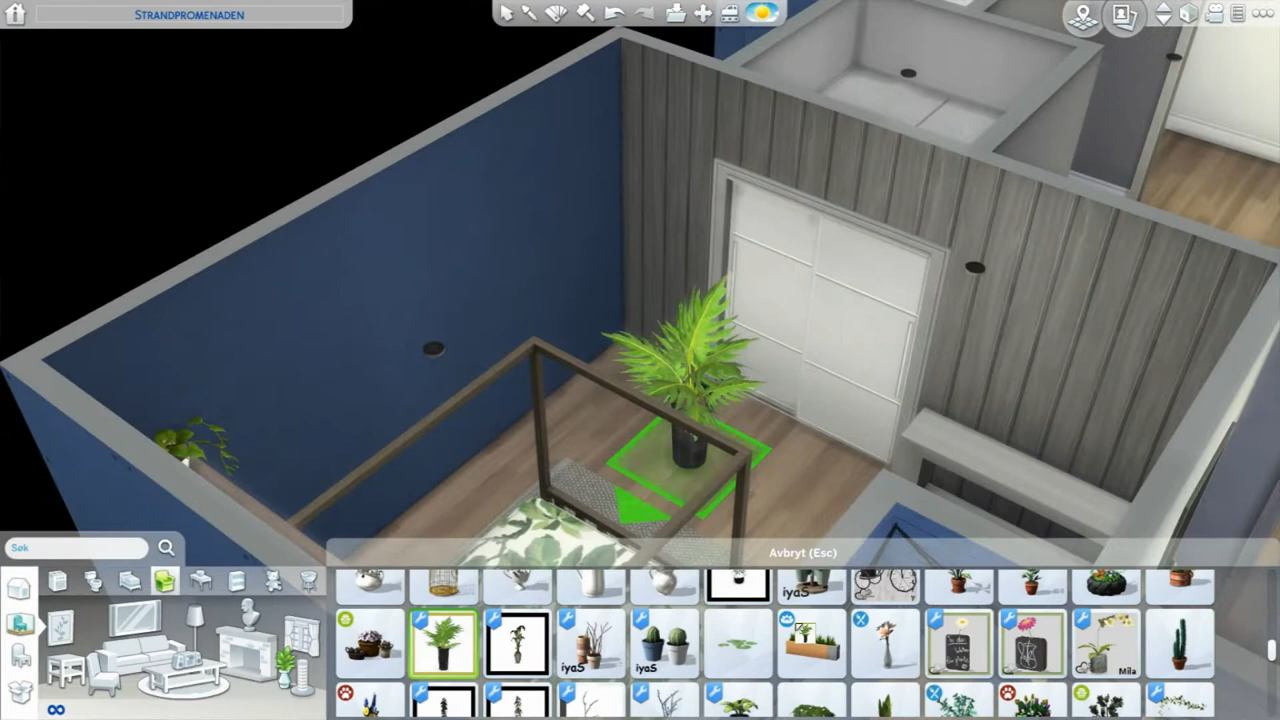 STRANDPROMENADEN
Søk
Avbryt (Esc)
iyaS
iyaS
iyaS
Mila